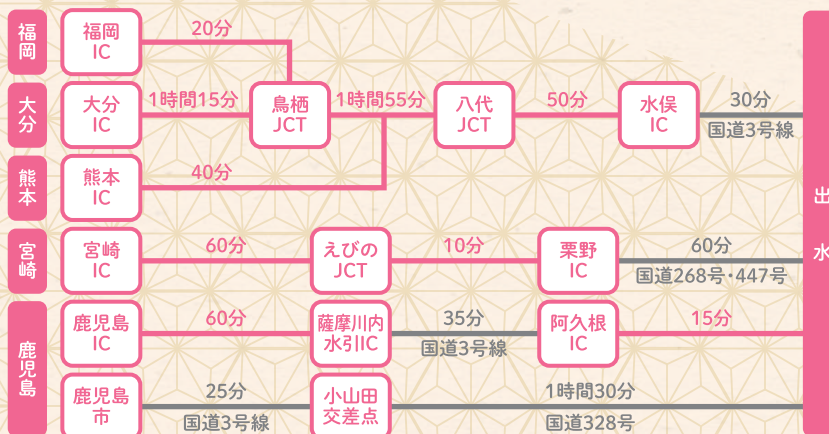 福岡
福岡
IC
20分
大分
大分
IC
1時間15分
鳥栖
JCT
1時間55分
八代
JCT
50分
水俣
IC
30分
国道3号線
熊本
熊本
IC
40分
宮崎
宮崎
IC
60分
えびの
JCT
10分
栗野
IC
60分
国道268号・447号
鹿児島
鹿児島
IC
60分
薩摩川内
水引IC
35分
国道3号線
阿久根
IC
15分
鹿児島
市
25分
国道3号線
小山田
交差点
1時間30分
国道328号
出水